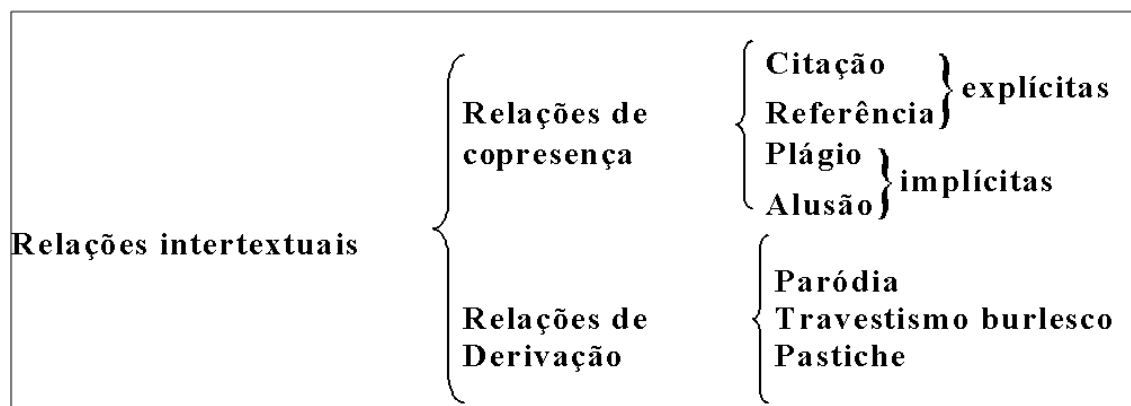 Relações intertextuais
Relações de
copresença
Citação
Referência
explícitas
Plágio
Alusão
implícitas
Relações de
Derivação
Paródia
Travestismo burlesco
Pastiche